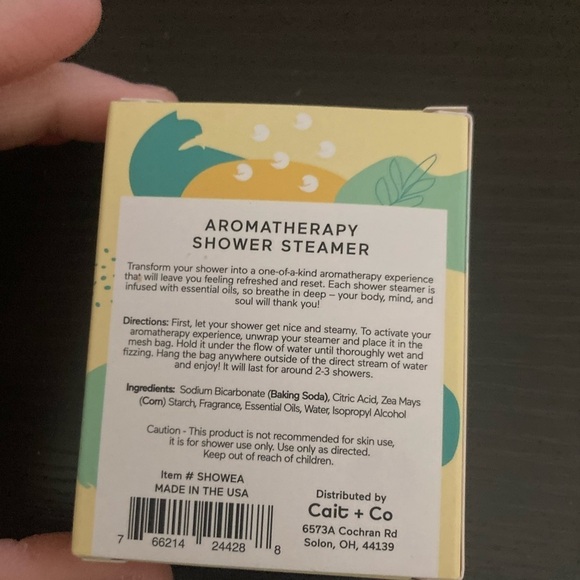 AROMATHERAPY
SHOWER STEAMER
Transform your shower into a one-of-a-kind aromatherapy experience
that will leave you feeling refreshed and reset. Each shower steamer is
infused with essential oils, so breathe in deep – your body, mind, and
soul will thank you!
Directions: First, let your shower get nice and steamy. To activate your
aromatherapy experience, unwrap your steamer and place it in the
mesh bag. Hold it under the flow of water until thoroughly wet and
fizzing. Hang the bag anywhere outside of the direct stream of water
and enjoy! It will last for around 2-3 showers.
Ingredients: Sodium Bicarbonate (Baking Soda), Citric Acid, Zea Mays
(Corn) Starch, Fragrance, Essential Oils, Water, Isopropyl Alcohol
Caution - This product is not recommended for skin use,
it is for shower use only. Use only as directed.
Keep out of reach of children.
Item # SHOWEA
MADE IN THE USA
7 66214 24428 8
Distributed by
Cait + Co
6573A Cochran Rd
Solon, OH, 44139